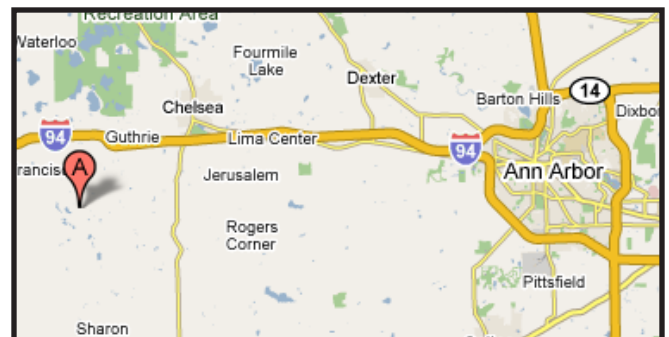 Recreation Area
Waterloo
Fourmile
Lake
Dexter
14
Barton Hills
Dixbo
Chelsea
94
Guthrie
Lima Center
94
Ann Arbor
Francis
A
Jerusalem
Rogers
Corner
Pittsfield
Sharon